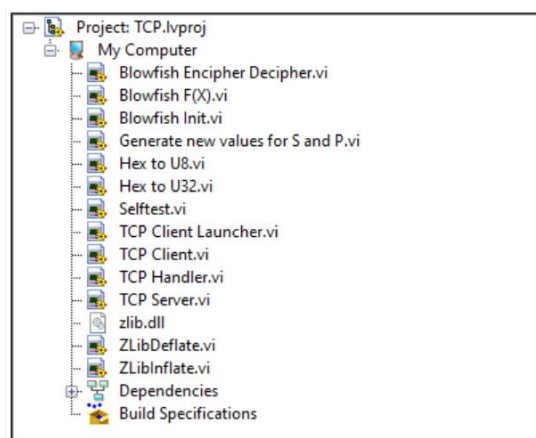 Project: TCP.lvproj
My Computer
Blowfish Encipher Decipher.vi
Blowfish F(X).vi
Blowfish Init.vi
Generate new values for S and P.vi
Hex to U8.vi
Hex to U32.vi
Selftest.vi
TCP Client Launcher.vi
TCP Client.vi
TCP Handler.vi
TCP Server.vi
zlib.dll
ZLibDeflate.vi
ZLibInflate.vi
Dependencies
Build Specifications